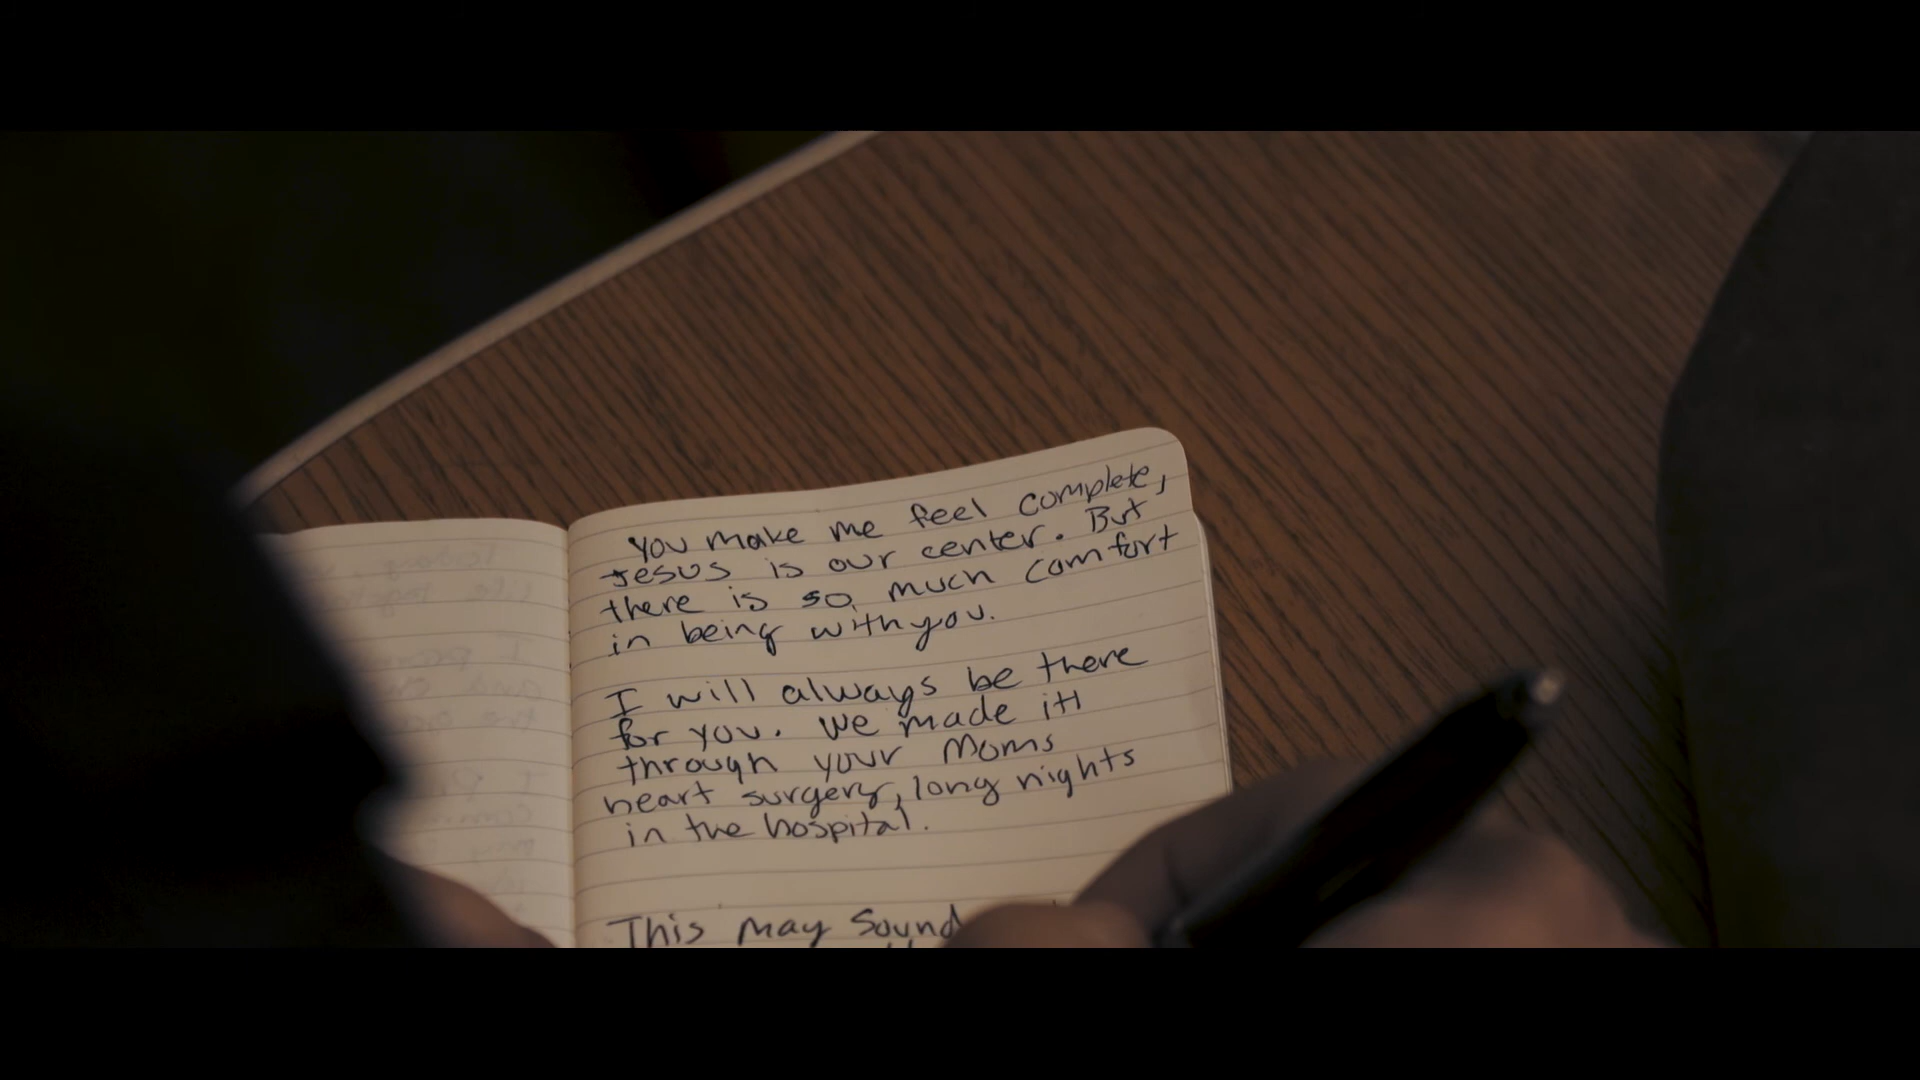 You make me feel complete,
Jesus is our center. But
there is so much comfort
in being with you.
I will always be there
for you. We made it!
through your Moms
heart surgery, long nights
in the hospital.
This may sound